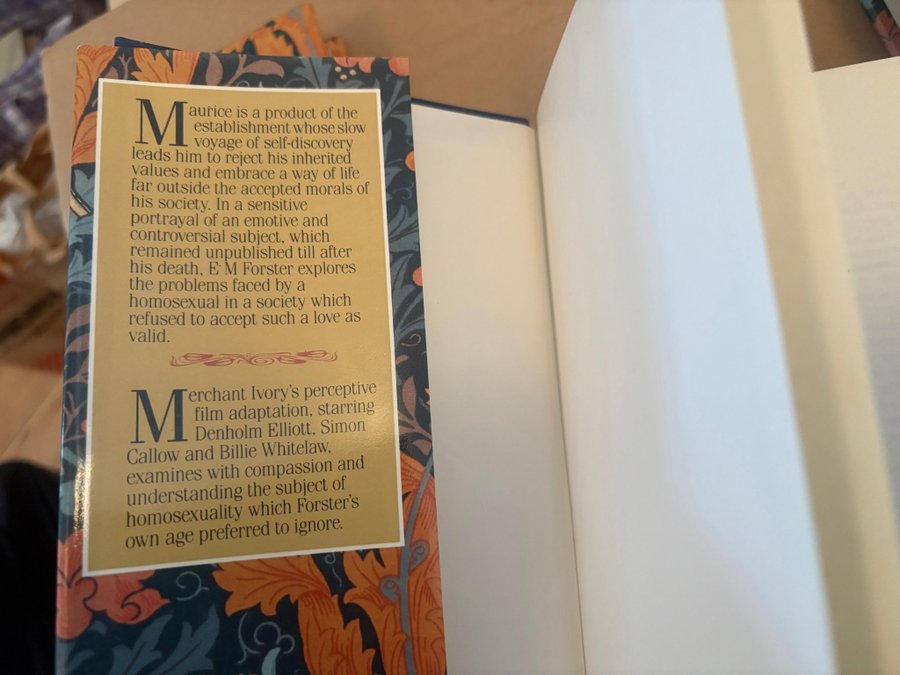 Maurice is a product of the
establishment whose slow
voyage of self-discovery
leads him to reject his inherited
values and embrace a way of life
far outside the accepted morals of
his society. In a sensitive
portrayal of an emotive and
controversial subject, which
remained unpublished till after
his death, E M Forster explores
the problems faced by a
homosexual in a society which
refused to accept such a love as
valid.
Merchant Ivory's perceptive
film adaptation, starring
Denholm Elliott, Simon
Callow and Billie Whitelaw,
examines with compassion and
understanding the subject of
homosexuality which Forster's
own age preferred to ignore.